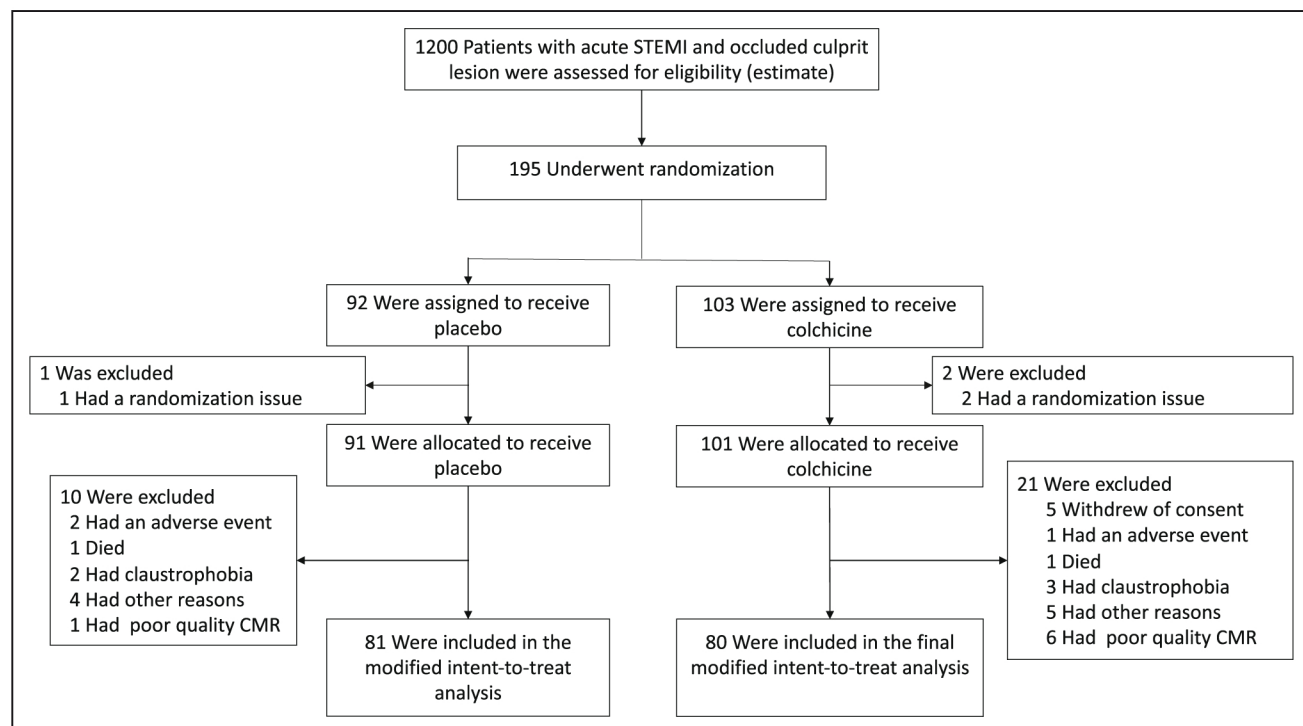 1200 Patients with acute STEMI and occluded culprit
lesion were assessed for eligibility (estimate)
195 Underwent randomization
92 Were assigned to receive
placebo
103 Were assigned to receive
colchicine
1 Was excluded
1 Had a randomization issue
2 Were excluded
2 Had a randomization issue
91 Were allocated to receive
placebo
101 Were allocated to receive
colchicine
10 Were excluded
2 Had an adverse event
1 Died
2 Had claustrophobia
4 Had other reasons
1 Had poor quality CMR
21 Were excluded
5 Withdrew of consent
1 Had an adverse event
1 Died
3 Had claustrophobia
5 Had other reasons
6 Had poor quality CMR
81 Were included in the
modified intent-to-treat
analysis
80 Were included in the final
modified intent-to-treat analysis